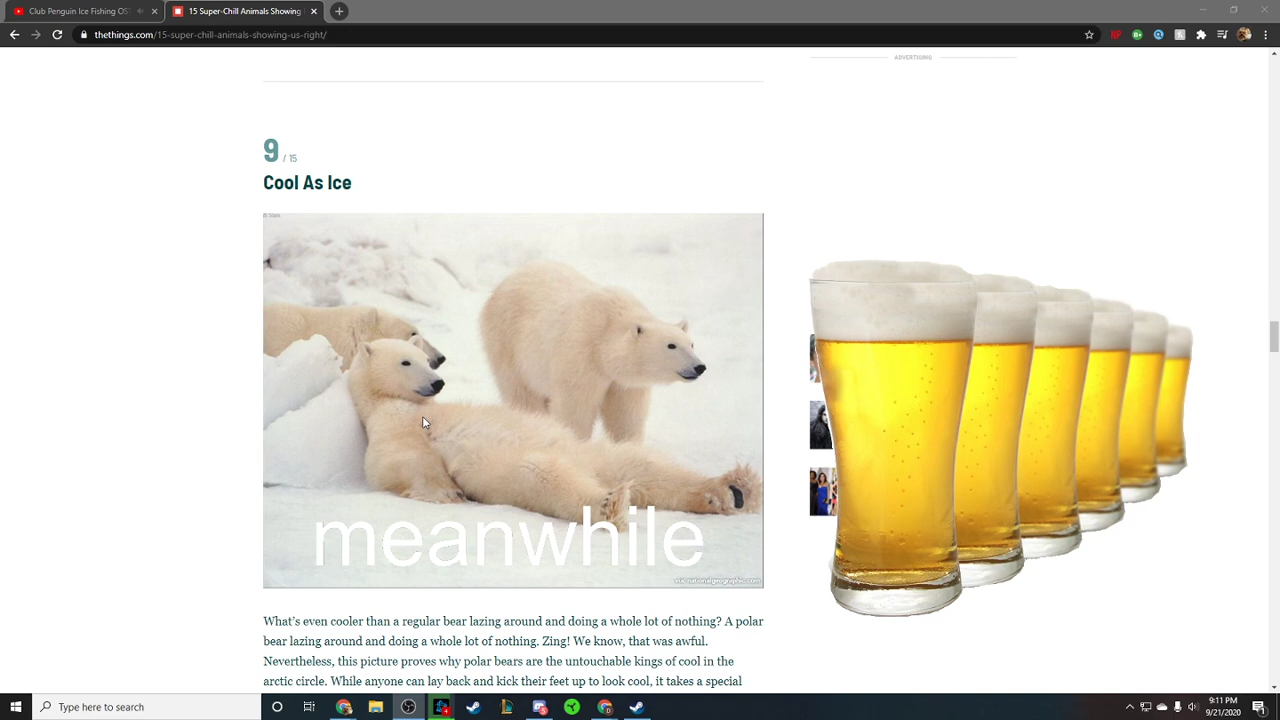 Club Penguin Ice Fishing OST
15 Super-Chill Animals Showing
thethings.com/15-super-chill-animals-showing-us-right/
ADVERTISING
9 / 15
Cool As Ice
meanwhile
via: nationalgeographic.com
What's even cooler than a regular bear lazing around and doing a whole lot of nothing? A polar
bear lazing around and doing a whole lot of nothing. Zing! We know, that was awful.
Nevertheless, this picture proves why polar bears are the untouchable kings of cool in the
arctic circle. While anyone can lay back and kick their feet up to look cool, it takes a special
Type here to search
9:11 PM
9/21/2020